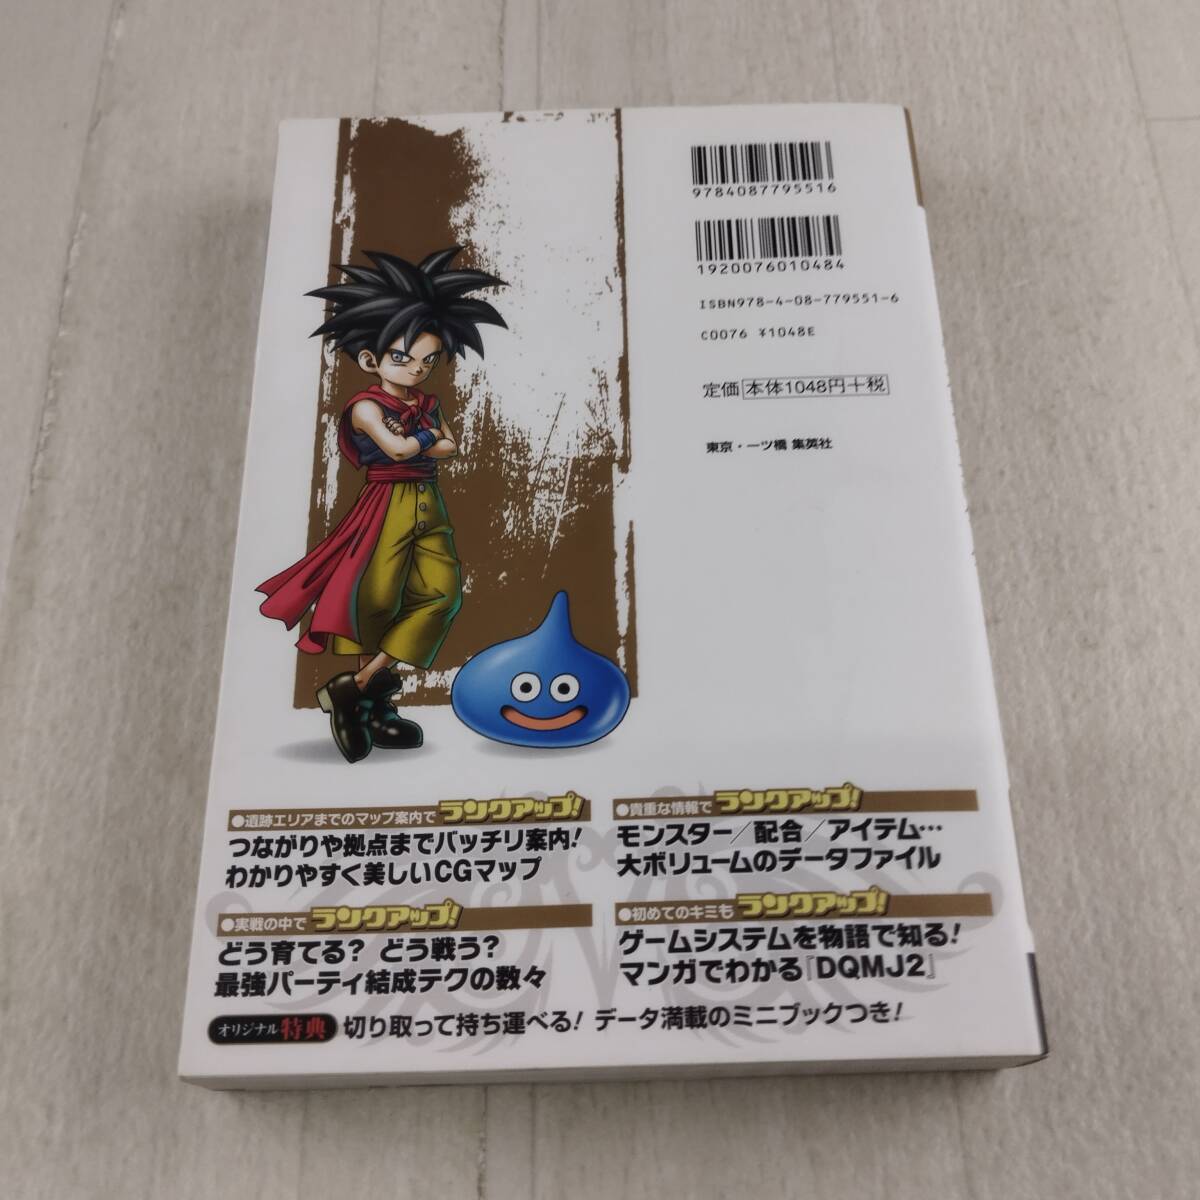 9784087795516
1920076010484
ISBN978-4-08-779551-6
C0076 ¥1048E
定価 本体1048円+税
東京・一ツ橋 集英社
●遺跡エリアまでのマップ案内で ランクアップ!
つながりや拠点までバッチリ案内!
わかりやすく美しいCGマップ
●貴重な情報で ランクアップ!
モンスター/配合/アイテム…
大ボリュームのデータファイル
●実戦の中で ランクアップ!
どう育てる? どう戦う?
最強パーティ結成テクの数々
●初めてのキミも ランクアップ!
ゲームシステムを物語で知る!
マンガでわかる『DQMJ2』
オリジナル特典 切り取って持ち運べる! データ満載のミニブックつき!